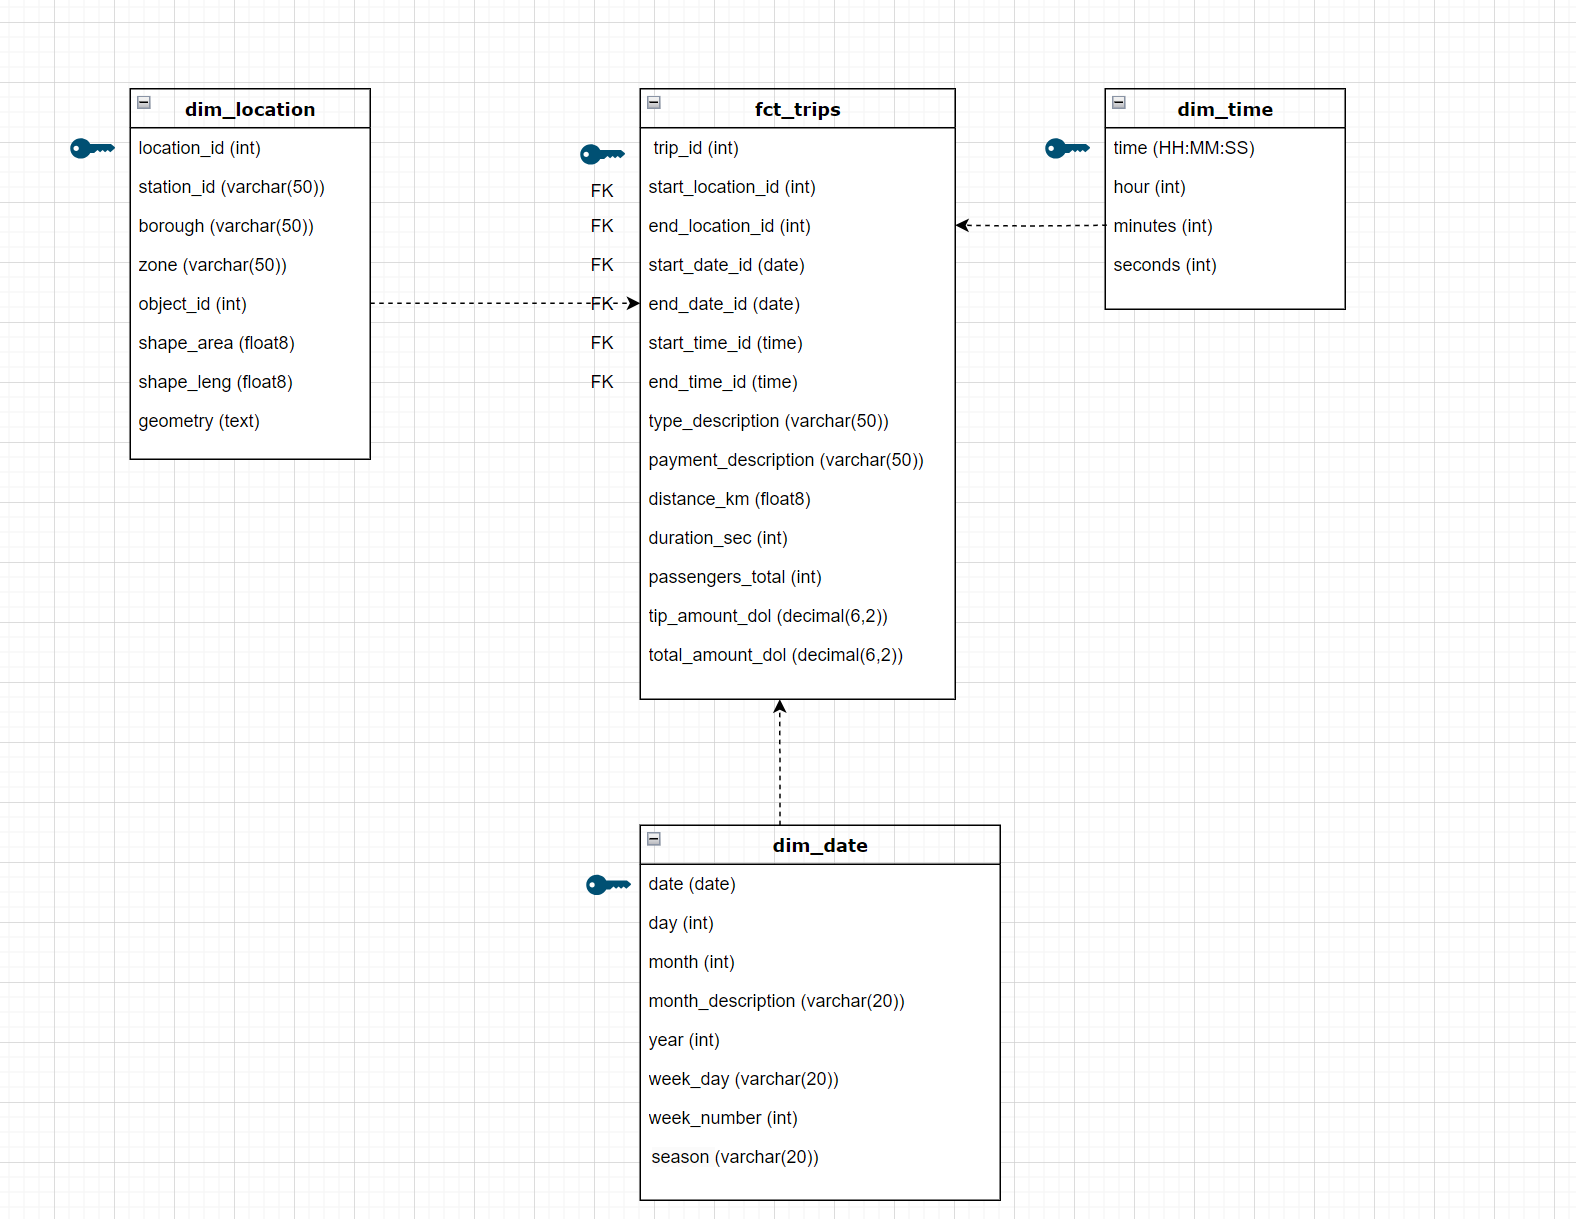 dim_location
location_id (int)
station_id (varchar(50))
borough (varchar(50))
zone (varchar(50))
object_id (int)
shape_area (float8)
shape_leng (float8)
geometry (text)
fct_trips
trip_id (int)
FK start_location_id (int)
FK end_location_id (int)
FK start_date_id (date)
FK end_date_id (date)
FK start_time_id (time)
FK end_time_id (time)
type_description (varchar(50))
payment_description (varchar(50))
distance_km (float8)
duration_sec (int)
passengers_total (int)
tip_amount_dol (decimal(6,2))
total_amount_dol (decimal(6,2))
dim_time
time (HH:MM:SS)
hour (int)
minutes (int)
seconds (int)
dim_date
date (date)
day (int)
month (int)
month_description (varchar(20))
year (int)
week_day (varchar(20))
week_number (int)
season (varchar(20))